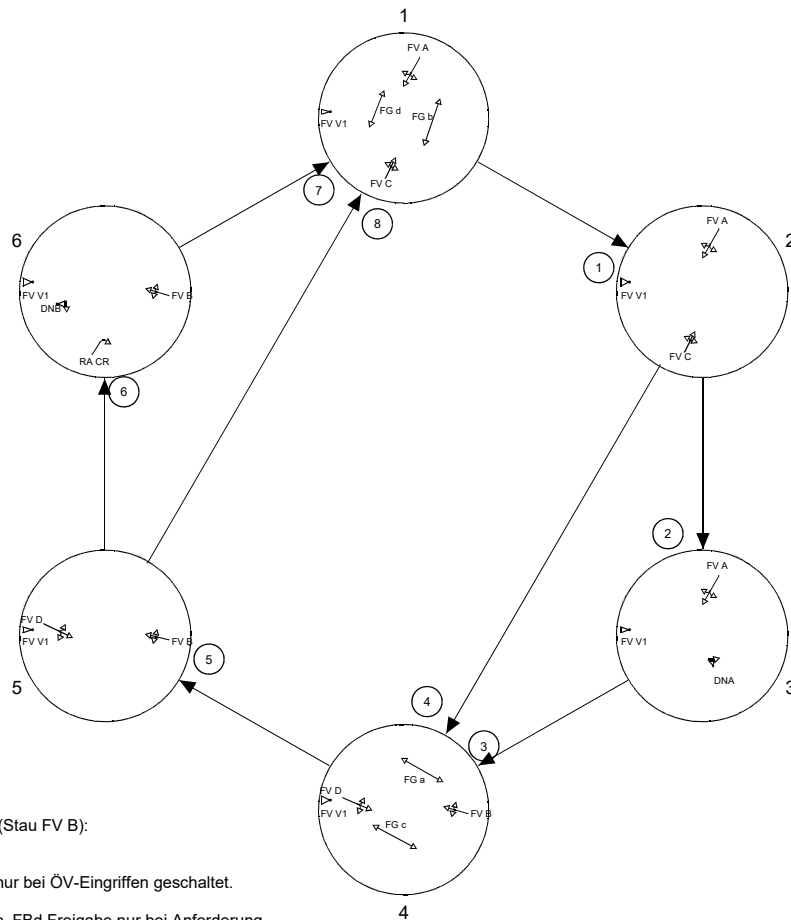 1
FV A
FG d
FG b
FV V1
FV C
7
8
6
FV V1
DNB
FV B
RA CR
6
1
2
FV A
FV V1
FV C
2
FV A
FV V1
DNA
3
FV D
FV V1
FV B
5
5
4
3
FG a
FV D
FV V1
FV B
FG c
4
(Stau FV B):
nur bei ÖV-Eingriffen geschaltet.
FBd Freigabe nur bei Anforderung